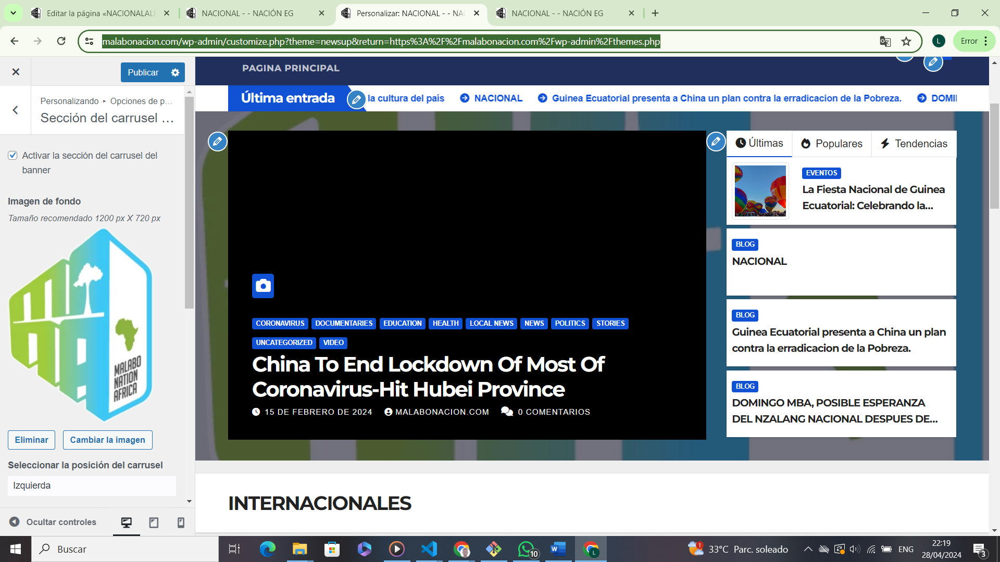 Editar la página «NACIONALALE
NACIONAL - - NACIÓN EG
Personalizar: NACIONAL - - NAC
NACIONAL - - NACIÓN EG
malabonacion.com/wp-admin/customize.php?theme=newsup&return=https%3A%2F%2Fmalabonacion.com%2Fwp-admin%2Fthemes.php
L
Error
Publicar
Personalizando ▸ Opciones de p…
Sección del carrusel …
Activar la sección del carrusel del
banner
Imagen de fondo
Tamaño recomendado 1200 px X 720 px
MALABO
NATION
AFRICA
Eliminar
Cambiar la imagen
Seleccionar la posición del carrusel
Izquierda
Ocultar controles
PAGINA PRINCIPAL
Última entrada
la cultura del país
NACIONAL
Guinea Ecuatorial presenta a China un plan contra la erradicacion de la Pobreza.
DOMI
CORONAVIRUS DOCUMENTARIES EDUCATION HEALTH LOCAL NEWS NEWS POLITICS STORIES
UNCATEGORIZED VIDEO
China To End Lockdown Of Most Of
Coronavirus-Hit Hubei Province
15 DE FEBRERO DE 2024 MALABONACION.COM 0 COMENTARIOS
Últimas
Populares
Tendencias
EVENTOS
La Fiesta Nacional de Guinea
Ecuatorial: Celebrando la...
BLOG
NACIONAL
BLOG
Guinea Ecuatorial presenta a China un plan
contra la erradicacion de la Pobreza.
BLOG
DOMINGO MBA, POSIBLE ESPERANZA
DEL NZALANG NACIONAL DESPUES DE...
INTERNACIONALES
Buscar
10
L
1
33°C Parc. soleado
ENG
22:19
28/04/2024
3